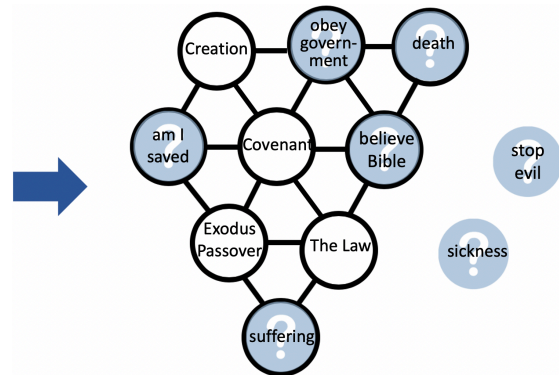 Creation
obey
govern-
ment
death
am I
saved
Covenant
believe
Bible
stop
evil
Exodus
Passover
The Law
sickness
suffering
?
?
?
?
?
?
?